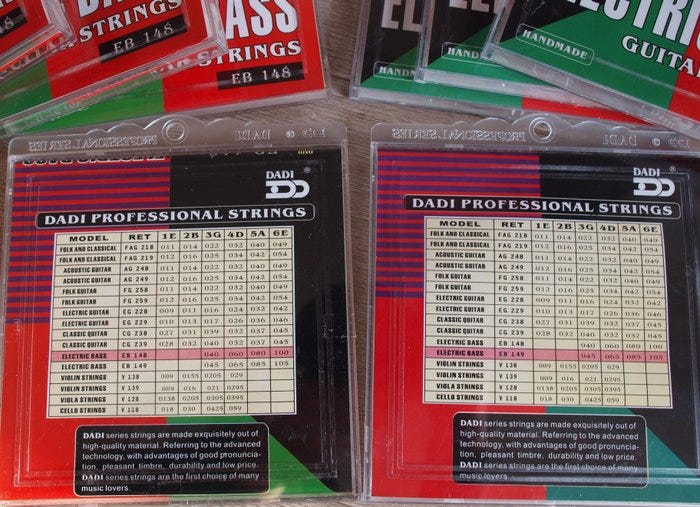 STRINGS
EB 148
ASS
STRINGS
EB 148
HANDMADE
HANDMADE
GUITA
PROFESSIONAL SERIES
DADI
DADI
DADI PROFESSIONAL STRINGS
MODEL RET 1E 2B 3G 4D 5A 6E
FOLK AND CLASSICAL FAG 218 011 014 022 032 040 049
FOLK AND CLASSICAL FAG 219 012 016 025 034 042 054
ACOUSTIC GUITAR AG 248 011 014 022 032 040 049
ACOUSTIC GUITAR AG 249 012 016 025 034 042 054
FOLK GUITAR FG 258 011 014 022 032 040 049
FOLK GUITAR FG 259 012 016 025 034 042 054
ELECTRIC GUITAR EG 228 009 011 016 024 032 042
ELECTRIC GUITAR EG 229 010 013 017 026 036 046
CLASSIC GUITAR CG 238 027 031 039 032 037 045
CLASSIC GUITAR CG 239 028 032 040 032 037 045
ELECTRIC BASS EB 148 040 060 080 100
ELECTRIC BASS EB 149 045 065 085 105
VIOLIN STRINGS V 138 009 0155 0205 029
VIOLIN STRINGS V 139 009 016 021 0295
VIOLA STRINGS V 128 0138 0205 0305 0395
CELLO STRINGS V 118 018 030 0425 059
DADI series strings are made exquisitely out of
high-quality material. Referring to the advanced
technology, with advantages of good pronuncia-
tion, pleasant timbre, durability and low price.
DADI series strings are the first choice of many
music lovers.
PROFESSIONAL SERIES
DADI
DADI
DADI PROFESSIONAL STRINGS
MODEL RET 1E 2B 3G 4D 5A 6E
FOLK AND CLASSICAL FAG 218 011 014 022 032 040 049
FOLK AND CLASSICAL FAG 219 012 016 025 034 042 054
ACOUSTIC GUITAR AG 248 011 014 022 032 040 049
ACOUSTIC GUITAR AG 249 012 016 025 034 042 054
FOLK GUITAR FG 258 011 014 022 032 040 049
FOLK GUITAR FG 259 012 016 025 034 042 054
ELECTRIC GUITAR EG 228 009 011 016 024 032 042
ELECTRIC GUITAR EG 229 010 013 017 026 036 046
CLASSIC GUITAR CG 238 027 031 039 032 037 045
CLASSIC GUITAR CG 239 028 032 040 032 037 045
ELECTRIC BASS EB 148 040 060 080 100
ELECTRIC BASS EB 149 045 065 085 105
VIOLIN STRINGS V 138 009 0155 0205 029
VIOLIN STRINGS V 139 009 016 021 0295
VIOLA STRINGS V 128 0138 0205 0305 0395
CELLO STRINGS V 118 018 030 0425 059
DADI series strings are made exquisitely out of
high-quality material. Referring to the advanced
technology, with advantages of good pronuncia-
tion, pleasant timbre, durability and low price.
DADI series strings are the first choice of many
music lovers.